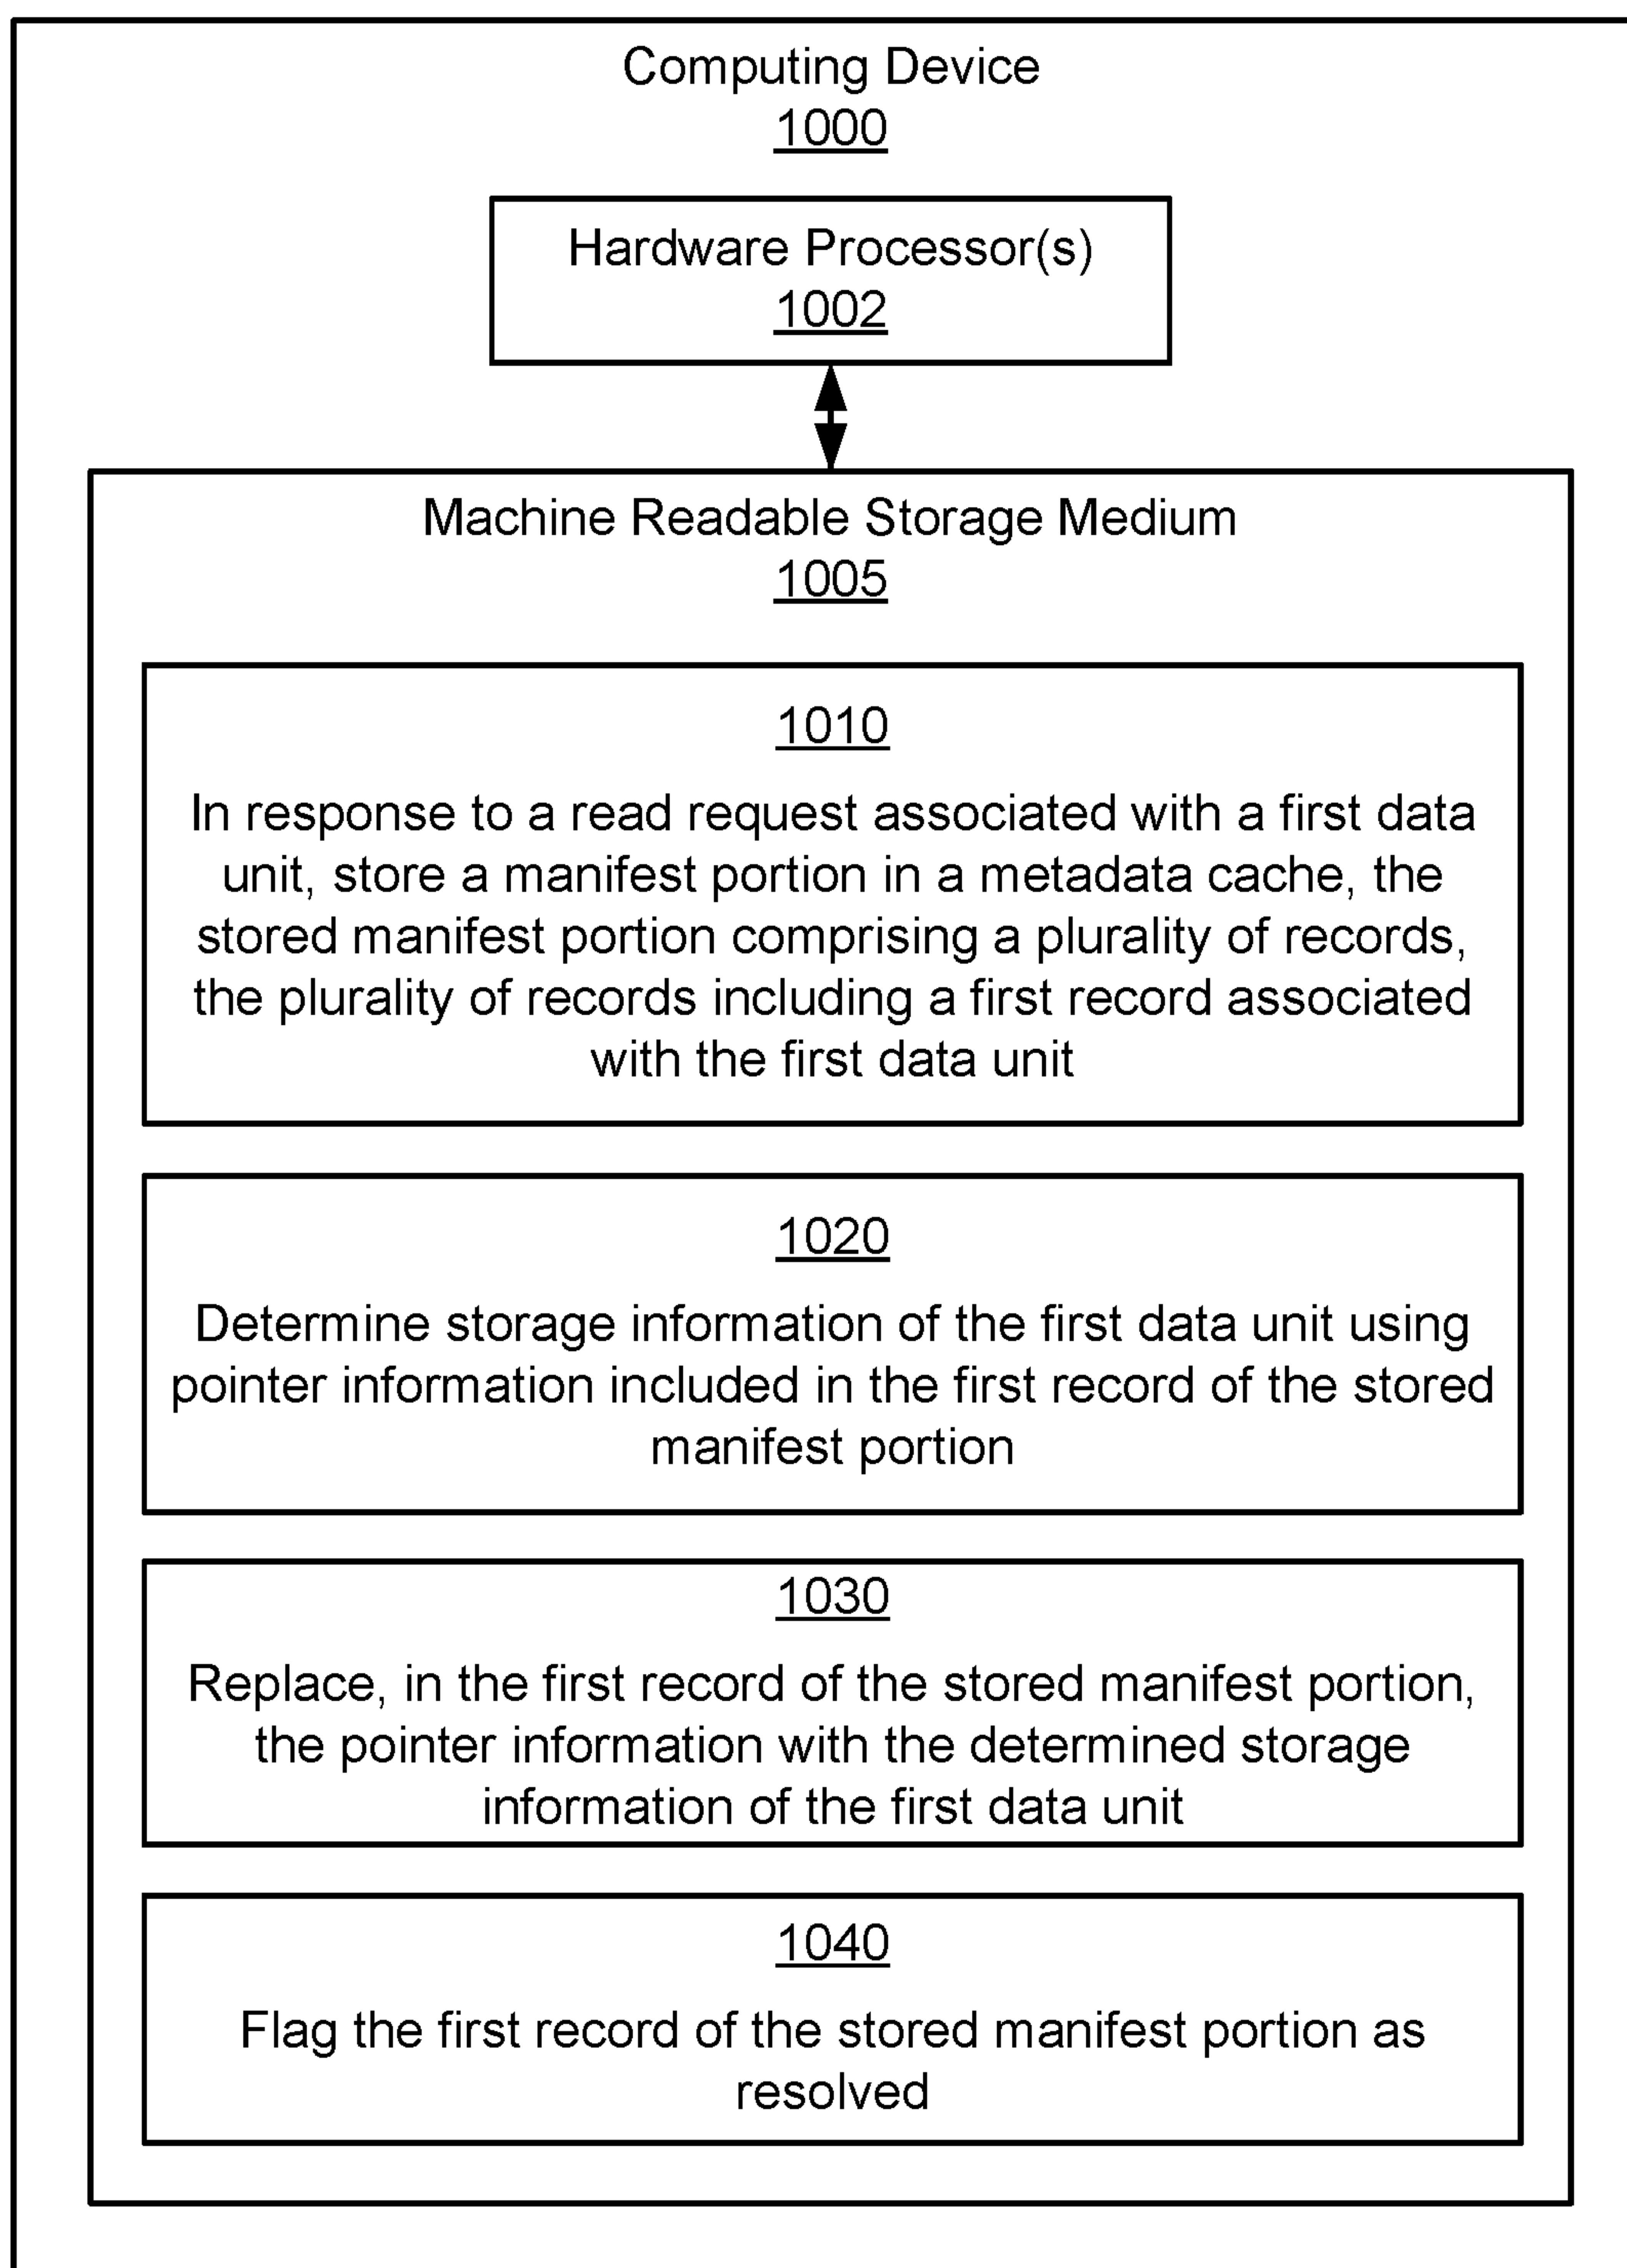 Computing Device
1000
Hardware Processor(s)
1002
Machine Readable Storage Medium
1005
1010
In response to a read request associated with a first data
unit, store a manifest portion in a metadata cache, the
stored manifest portion comprising a plurality of records,
the plurality of records including a first record associated
with the first data unit
1020
Determine storage information of the first data unit using
pointer information included in the first record of the stored
manifest portion
1030
Replace, in the first record of the stored manifest portion,
the pointer information with the determined storage
information of the first data unit
1040
Flag the first record of the stored manifest portion as
resolved